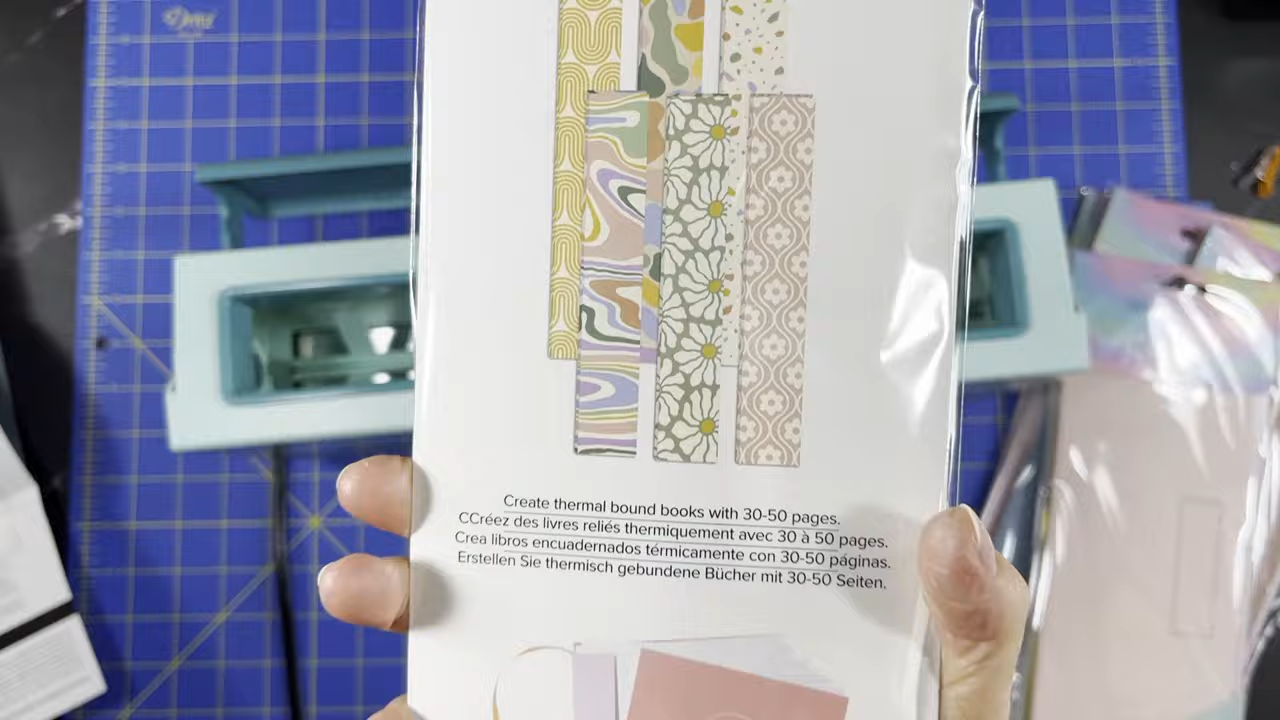 Create thermal bound books with 30-50 pages.
CCréez des livres reliés thermiquement avec 30 à 50 pages.
Crea libros encuadernados térmicamente con 30-50 páginas.
Erstellen Sie thermisch gebundene Bücher mit 30-50 Seiten.